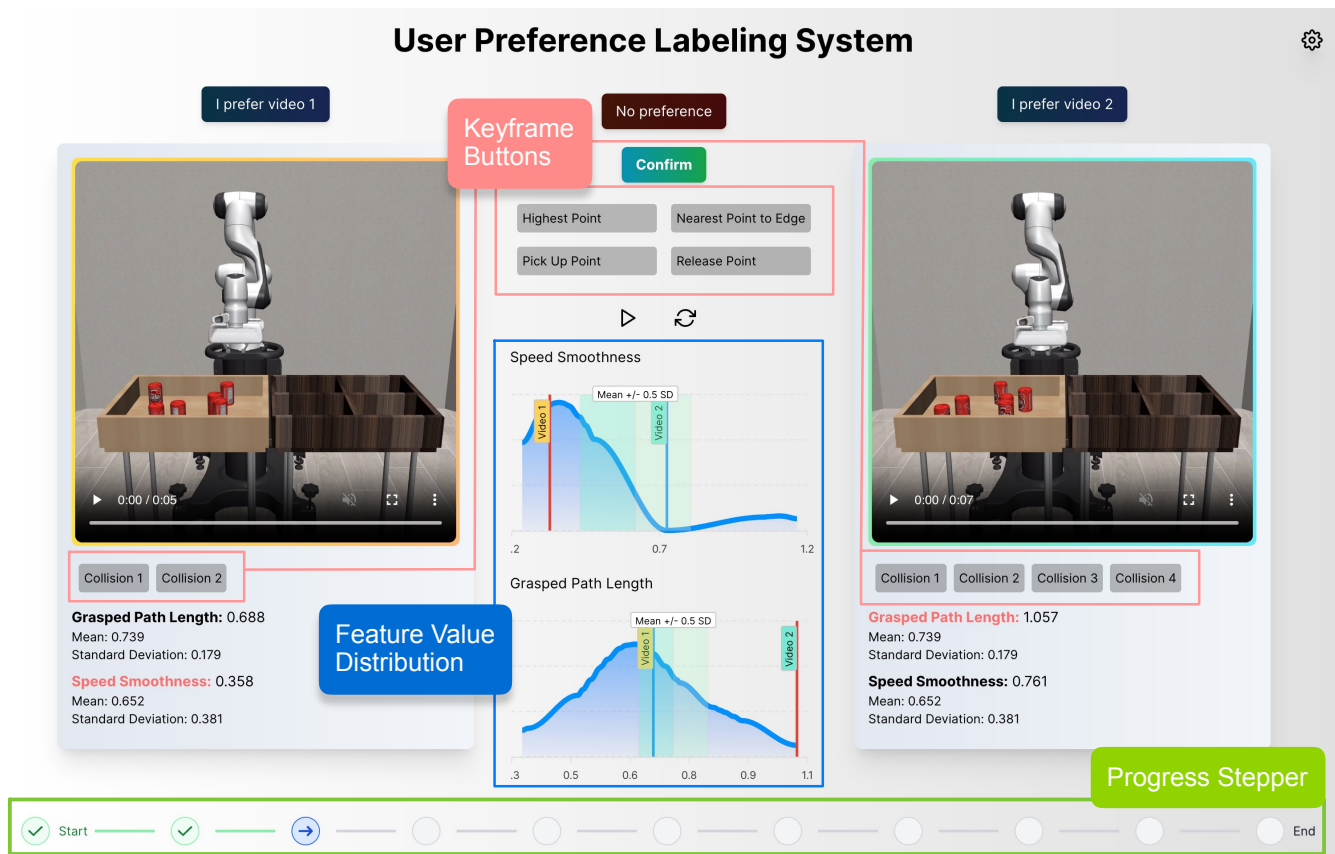 User Preference Labeling System
I prefer video 1
No preference
I prefer video 2
Keyframe
Buttons
Confirm
Highest Point
Nearest Point to Edge
Pick Up Point
Release Point
0:00 / 0:05
0:00 / 0:07
Speed Smoothness
Mean +/- 0.5 SD
Video 1
Video 2
.2
0.7
1.2
Collision 1
Collision 2
Grasped Path Length: 0.688
Mean: 0.739
Standard Deviation: 0.179
Speed Smoothness: 0.358
Mean: 0.652
Standard Deviation: 0.381
Feature Value
Distribution
Grasped Path Length
Mean +/- 0.5 SD
Video 1
Video 2
.3
0.5
0.6
0.8
0.9
1.1
Collision 1
Collision 2
Collision 3
Collision 4
Grasped Path Length: 1.057
Mean: 0.739
Standard Deviation: 0.179
Speed Smoothness: 0.761
Mean: 0.652
Standard Deviation: 0.381
Progress Stepper
Start
End